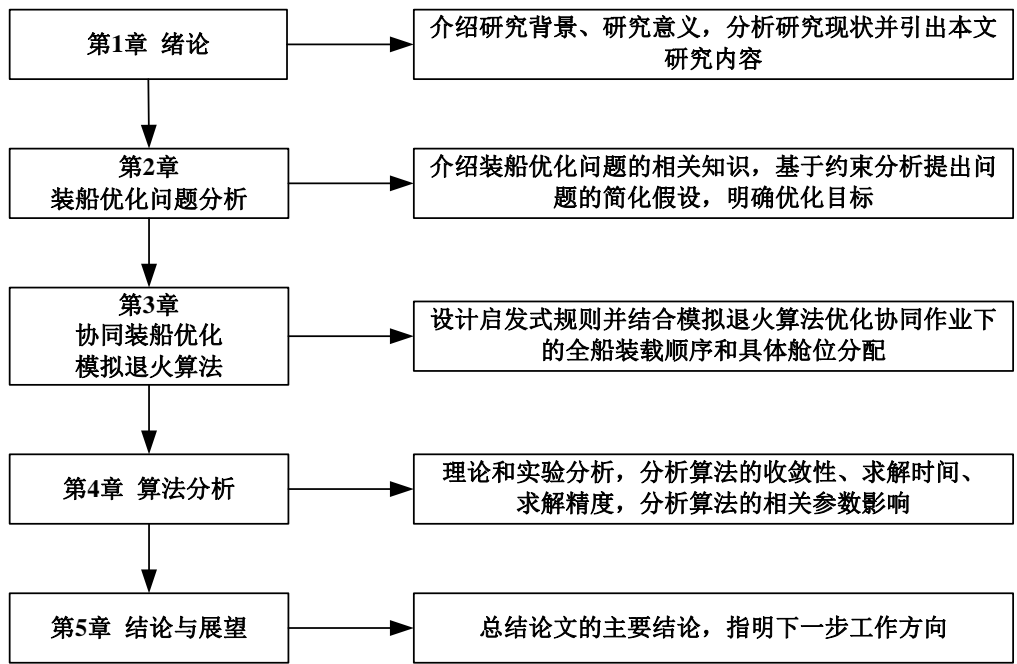 第1章 绪论
介绍研究背景、研究意义，分析研究现状并引出本文
研究内容
第2章
装船优化问题分析
介绍装船优化问题的相关知识，基于约束分析提出问
题的简化假设，明确优化目标
第3章
协同装船优化
模拟退火算法
设计启发式规则并结合模拟退火算法优化协同作业下
的全船装载顺序和具体舱位分配
第4章 算法分析
理论和实验分析，分析算法的收敛性、求解时间、
求解精度，分析算法的相关参数影响
第5章 结论与展望
总结论文的主要结论，指明下一步工作方向